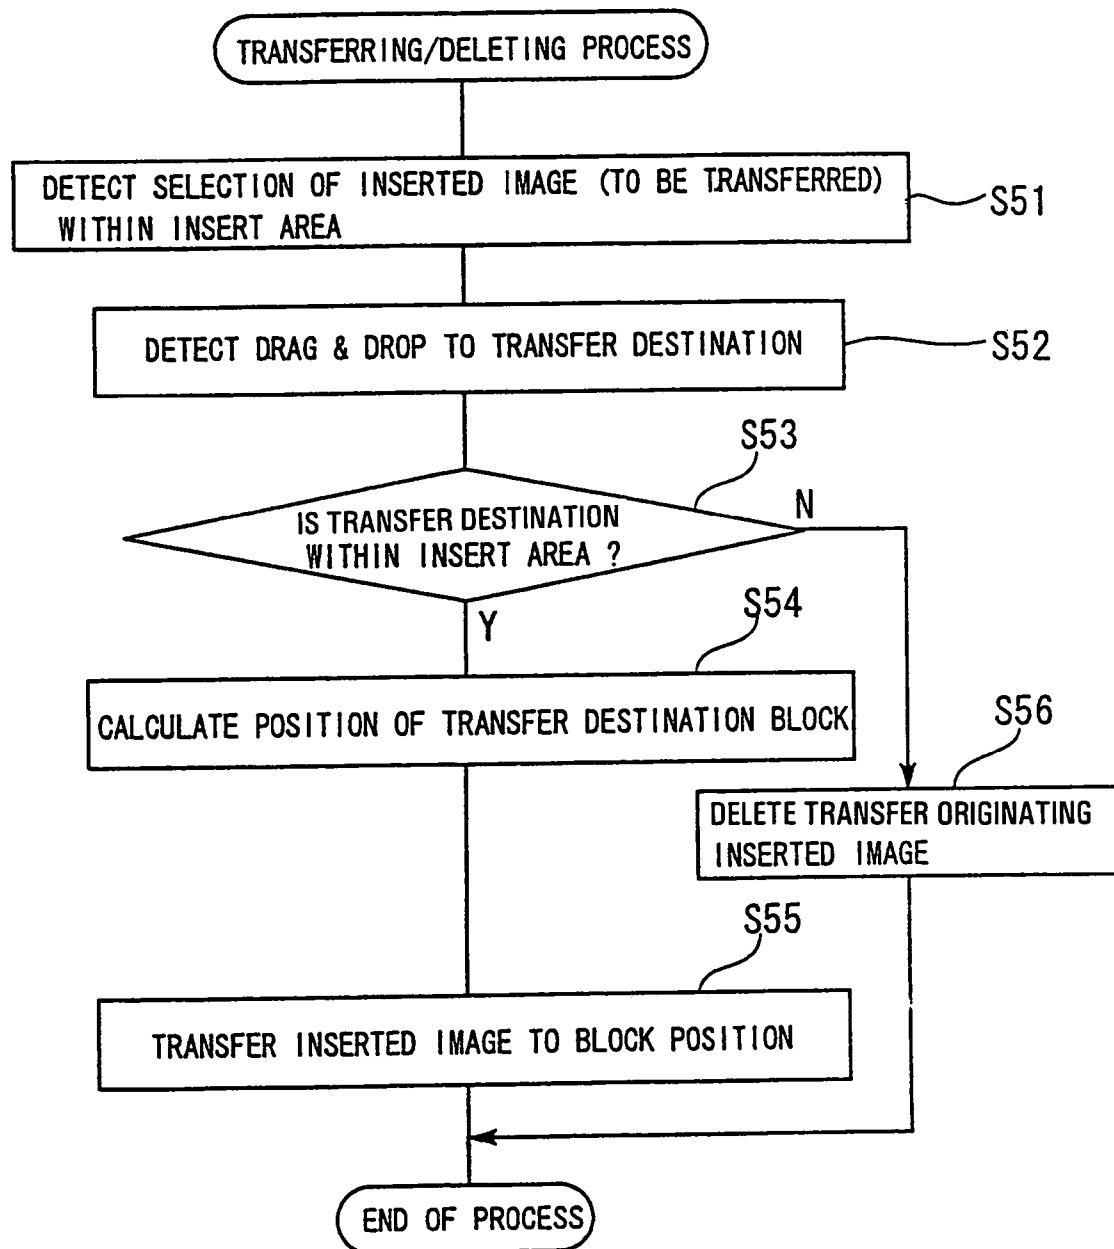 TRANSFERRING/DELETING PROCESS
DETECT SELECTION OF INSERTED IMAGE (TO BE TRANSFERRED)
WITHIN INSERT AREA
S51
DETECT DRAG & DROP TO TRANSFER DESTINATION
S52
S53
IS TRANSFER DESTINATION
WITHIN INSERT AREA ?
N
Y
S54
CALCULATE POSITION OF TRANSFER DESTINATION BLOCK
S56
DELETE TRANSFER ORIGINATING
INSERTED IMAGE
S55
TRANSFER INSERTED IMAGE TO BLOCK POSITION
END OF PROCESS